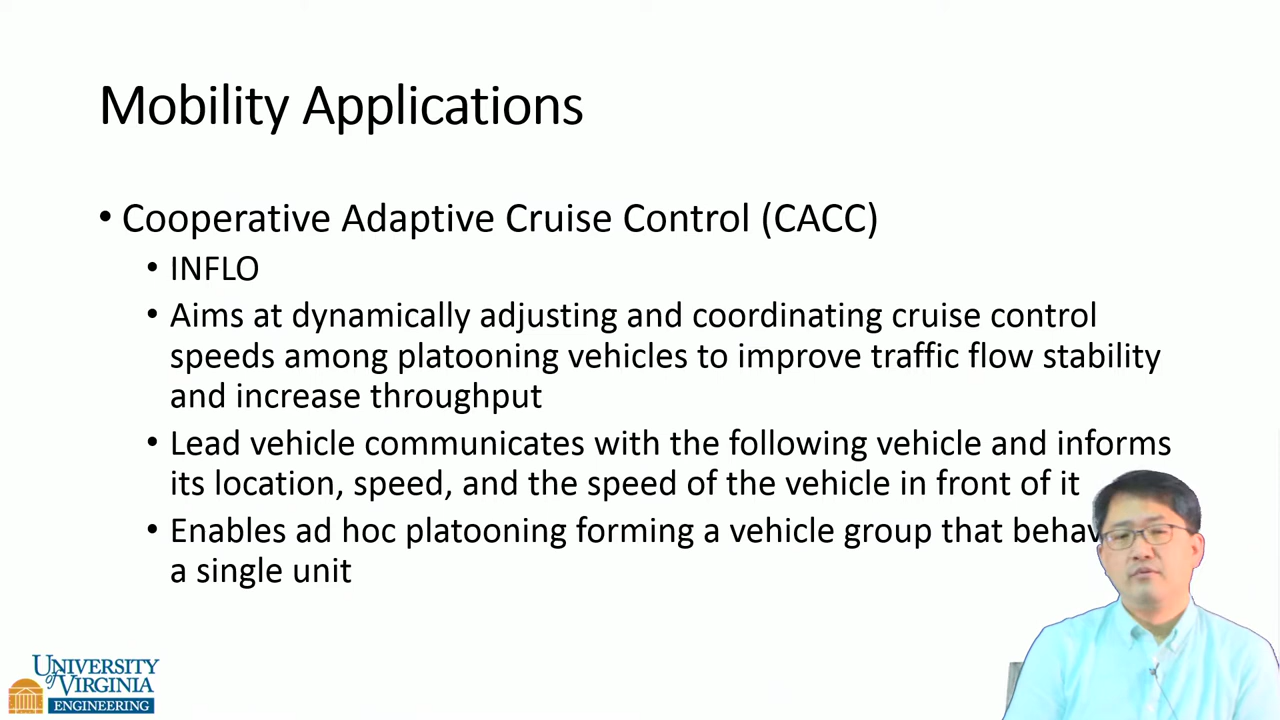 Mobility Applications
• Cooperative Adaptive Cruise Control (CACC)
• INFLO
• Aims at dynamically adjusting and coordinating cruise control
speeds among platooning vehicles to improve traffic flow stability
and increase throughput
• Lead vehicle communicates with the following vehicle and informs
its location, speed, and the speed of the vehicle in front of it
• Enables ad hoc platooning forming a vehicle group that
a single unit
UNIVERSITY
of VIRGINIA
ENGINEERING